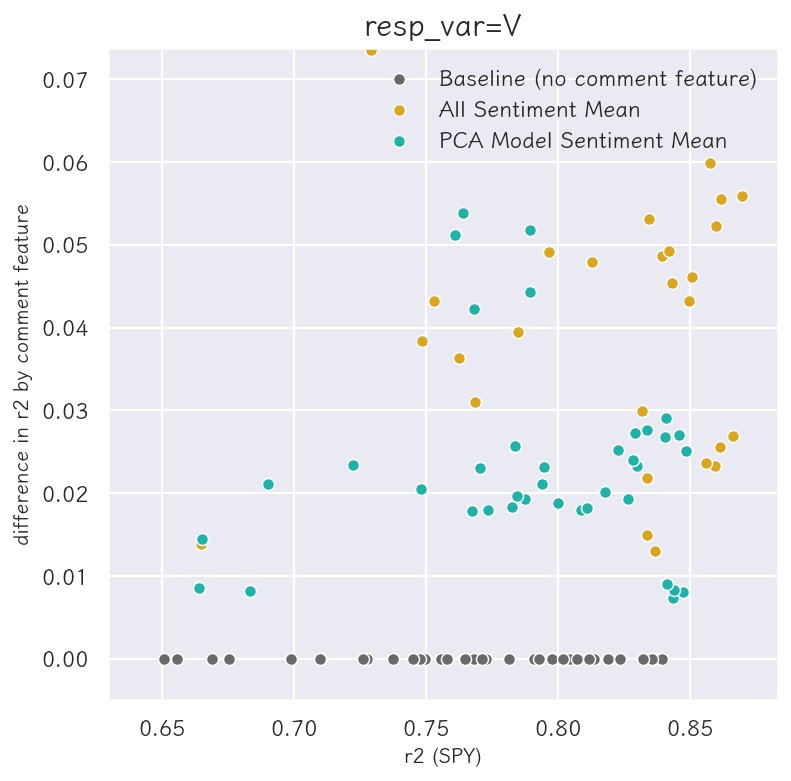 resp_var=V
Baseline (no comment feature)
All Sentiment Mean
PCA Model Sentiment Mean
difference in r2 by comment feature
0.07
0.06
0.05
0.04
0.03
0.02
0.01
0.00
0.65 0.70 0.75 0.80 0.85
r2 (SPY)